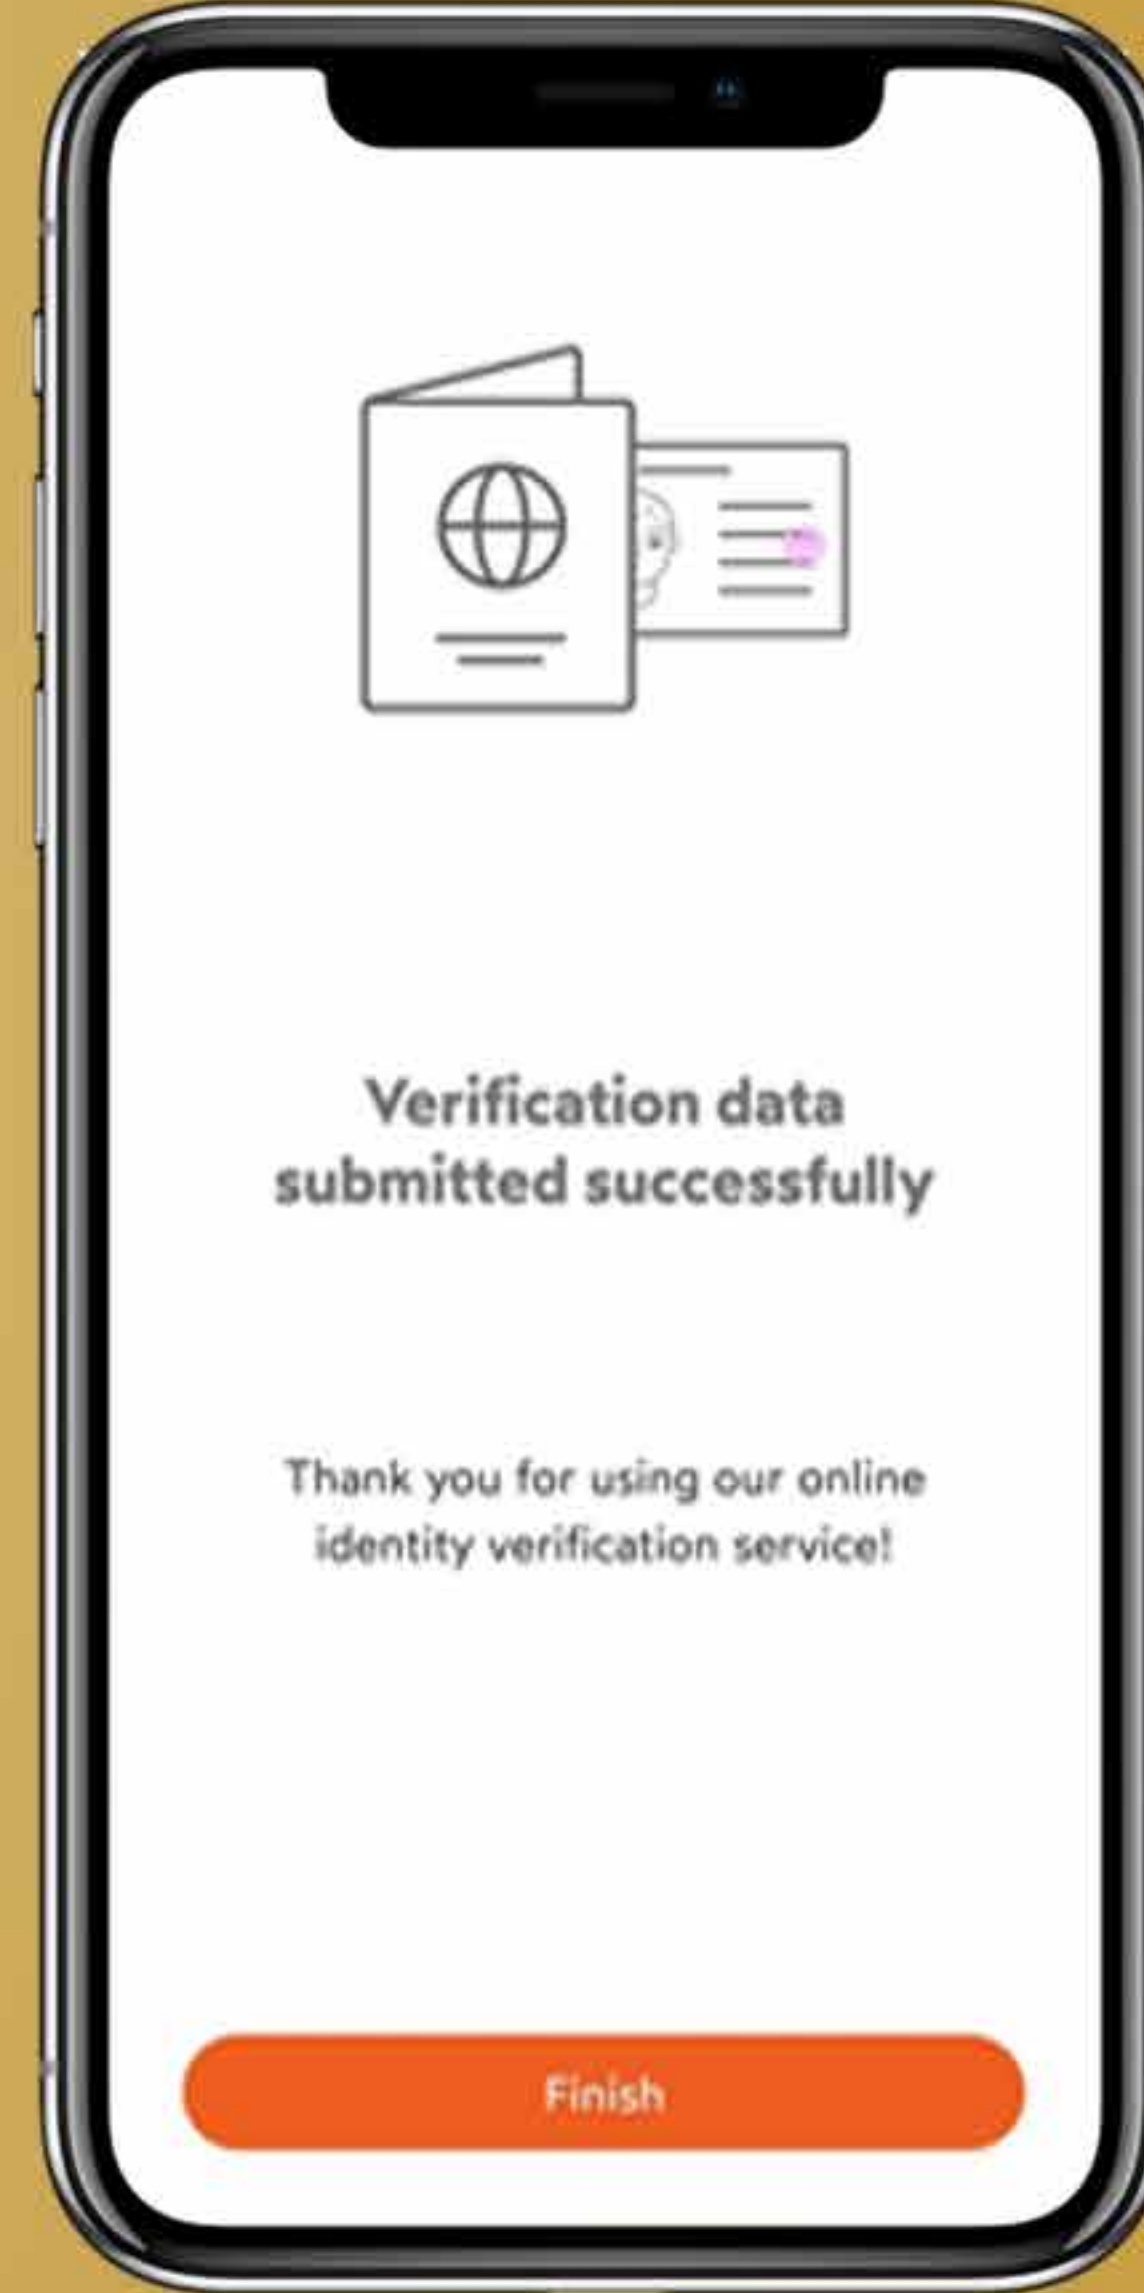 Verification data
submitted successfully
Thank you for using our online
identity verification service!
Finish